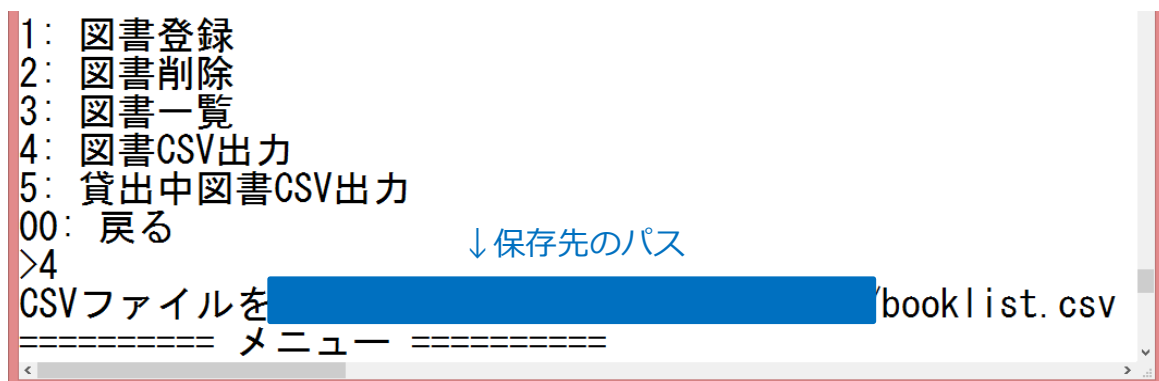 1: 図書登録
2: 図書削除
3: 図書一覧
4: 図書CSV出力
5: 貸出中図書CSV出力
00: 戻る
↓保存先のパス
>4
CSVファイルを/booklist.csv
========== メニュー ==========